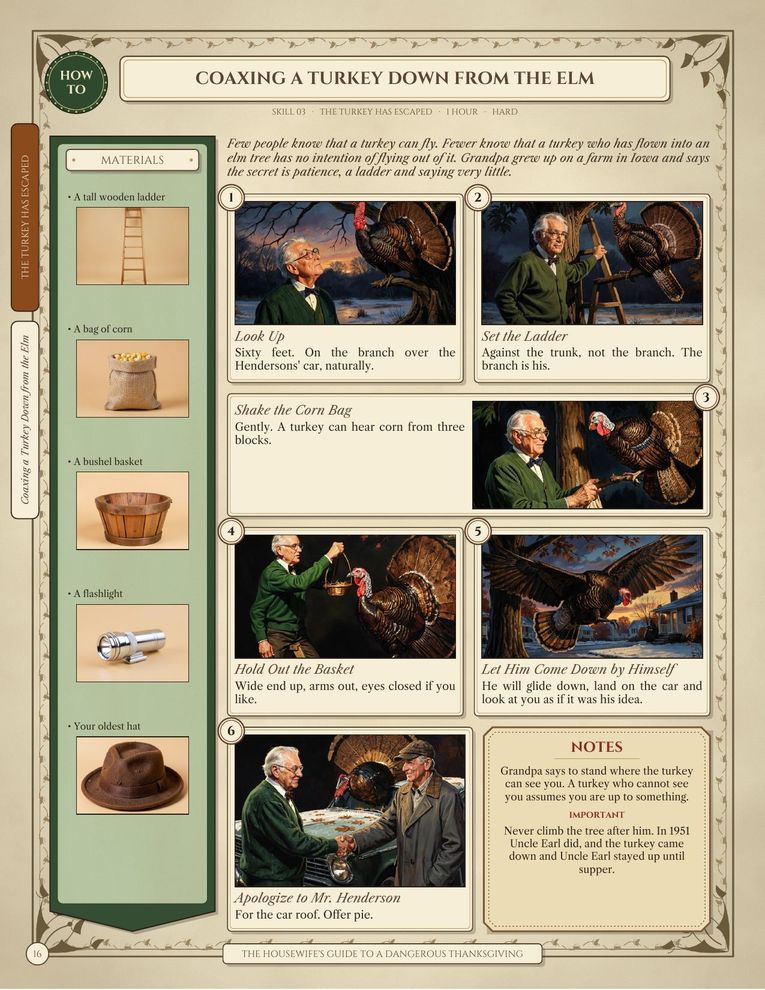 HOW
TO
COAXING A TURKEY DOWN FROM THE ELM
SKILL 03 · THE TURKEY HAS ESCAPED · 1 HOUR · HARD
THE TURKEY HAS ESCAPED
Coaxing a Turkey Down from the Elm
MATERIALS
• A tall wooden ladder
• A bag of corn
• A bushel basket
• A flashlight
• Your oldest hat
Few people know that a turkey can fly. Fewer know that a turkey who has flown into an
elm tree has no intention of flying out of it. Grandpa grew up on a farm in Iowa and says
the secret is patience, a ladder and saying very little.
1
Look Up
Sixty feet. On the branch over the
Hendersons' car, naturally.
2
Set the Ladder
Against the trunk, not the branch. The
branch is his.
3
Shake the Corn Bag
Gently. A turkey can hear corn from three
blocks.
4
Hold Out the Basket
Wide end up, arms out, eyes closed if you
like.
5
Let Him Come Down by Himself
He will glide down, land on the car and
look at you as if it was his idea.
6
Apologize to Mr. Henderson
For the car roof. Offer pie.
NOTES
Grandpa says to stand where the turkey
can see you. A turkey who cannot see
you assumes you are up to something.
IMPORTANT
Never climb the tree after him. In 1951
Uncle Earl did, and the turkey came
down and Uncle Earl stayed up until
supper.
16
THE HOUSEWIFE'S GUIDE TO A DANGEROUS THANKSGIVING